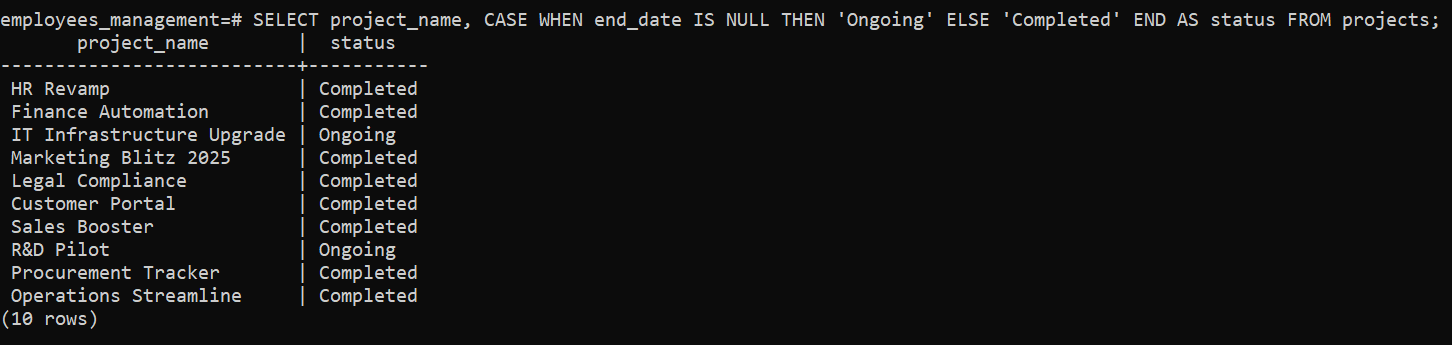 employees_management=# SELECT project_name, CASE WHEN end_date IS NULL THEN 'Ongoing' ELSE 'Completed' END AS status FROM projects;
       project_name        |  status
---------------------------+-----------
 HR Revamp                 | Completed
 Finance Automation        | Completed
 IT Infrastructure Upgrade | Ongoing
 Marketing Blitz 2025      | Completed
 Legal Compliance          | Completed
 Customer Portal           | Completed
 Sales Booster             | Completed
 R&D Pilot                 | Ongoing
 Procurement Tracker       | Completed
 Operations Streamline     | Completed
(10 rows)